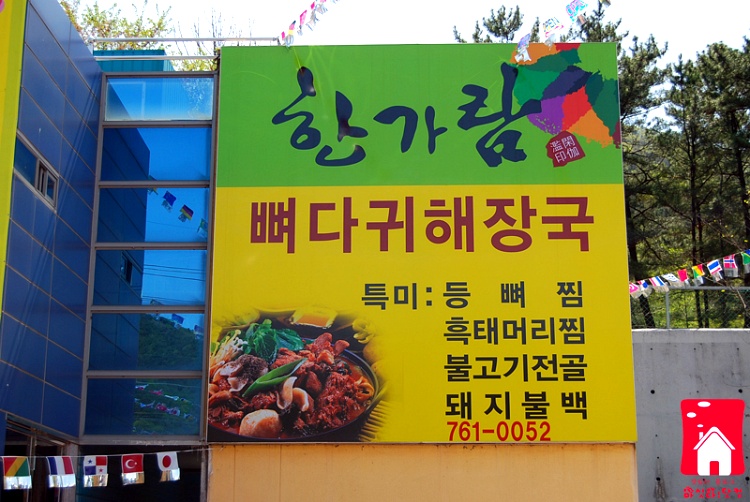 한가림
뼈다귀해장국
특미: 등 뼈 찜
흑태머리찜
불고기전골
돼지불백
761-0052